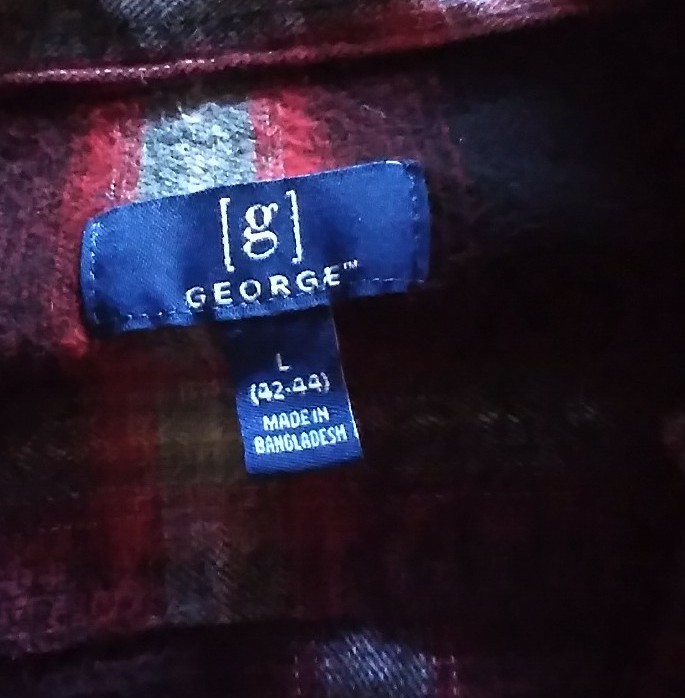 [g]
GEORGE™
L
(42-44)
MADE IN
BANGLADESH